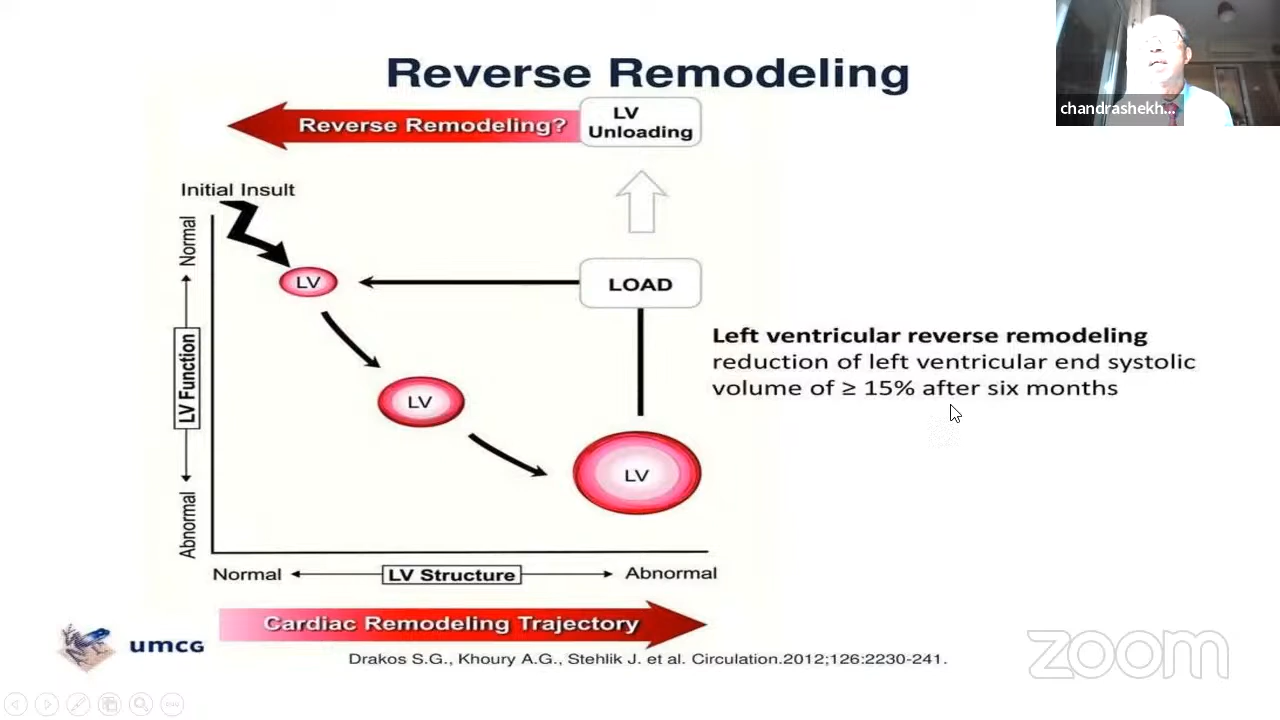 Reverse Remodeling
chandrashekh...
Reverse Remodeling?
LV
Unloading
Initial Insult
Normal
LV
LOAD
LV Function
Left ventricular reverse remodeling
reduction of left ventricular end systolic
volume of ≥ 15% after six months
LV
LV
Abnormal
Normal
LV Structure
Abnormal
Cardiac Remodeling Trajectory
umcg
Drakos S.G., Khoury A.G., Stehlik J. et al. Circulation.2012;126:2230-241.
zoom